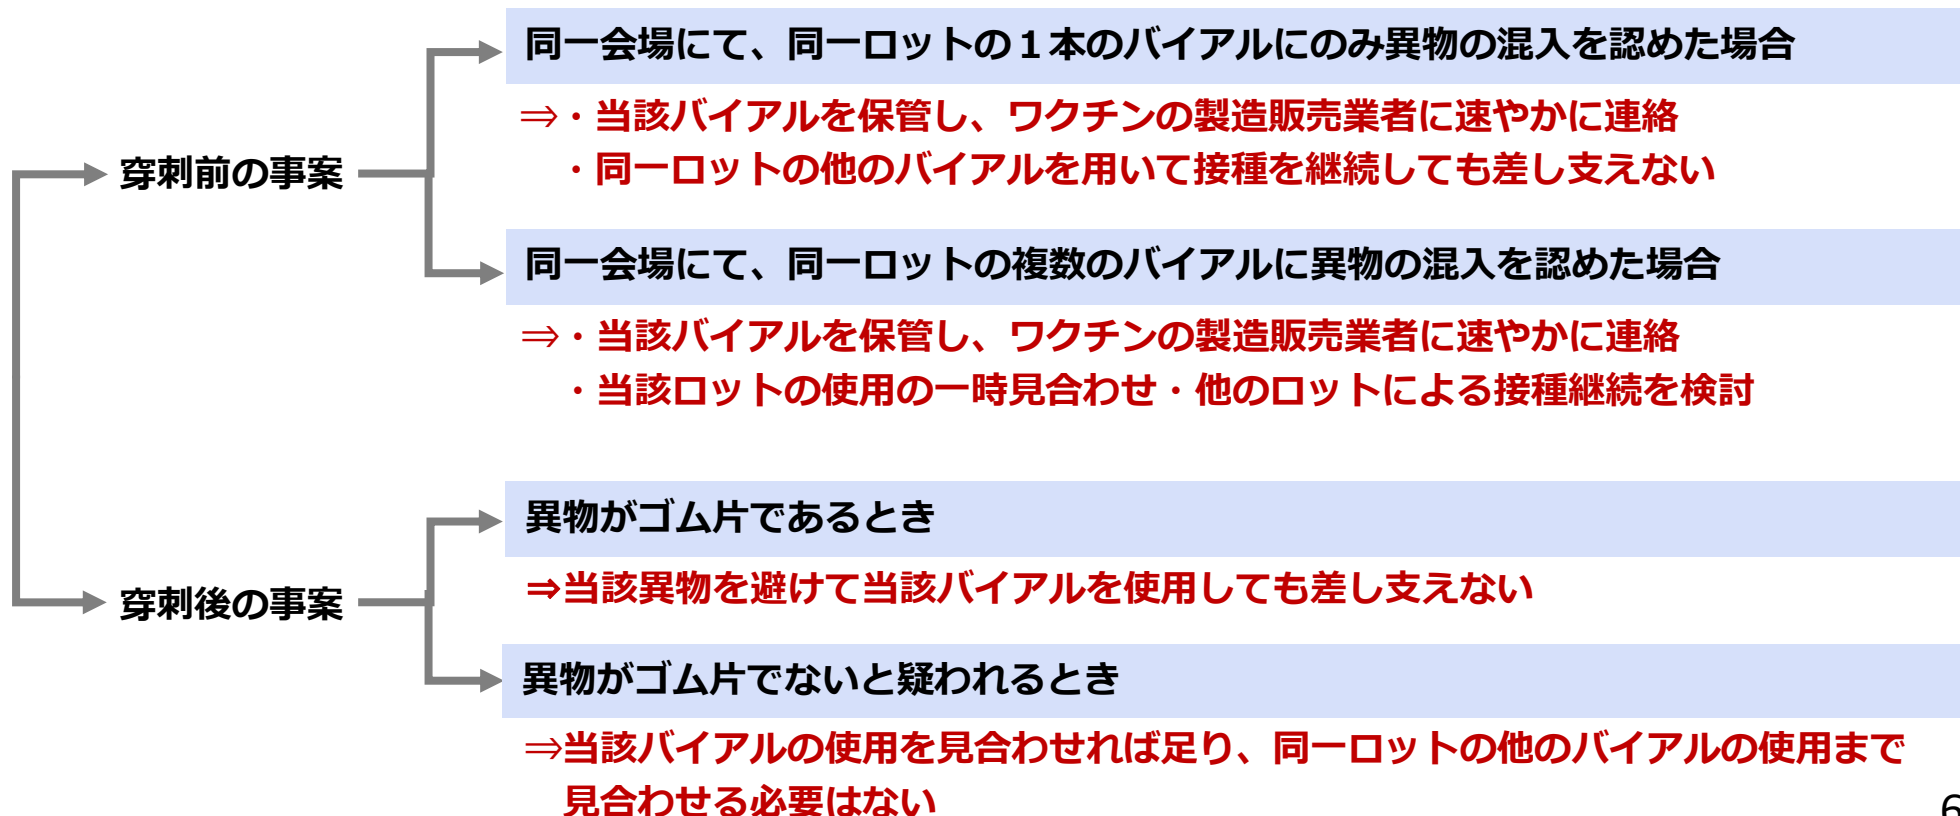 穿刺前の事案
同一会場にて、同一ロットの１本のバイアルにのみ異物の混入を認めた場合
⇒・当該バイアルを保管し、ワクチンの製造販売業者に速やかに連絡
・同一ロットの他のバイアルを用いて接種を継続しても差し支えない
同一会場にて、同一ロットの複数のバイアルに異物の混入を認めた場合
⇒・当該バイアルを保管し、ワクチンの製造販売業者に速やかに連絡
・当該ロットの使用の一時見合わせ・他のロットによる接種継続を検討
穿刺後の事案
異物がゴム片であるとき
⇒当該異物を避けて当該バイアルを使用しても差し支えない
異物がゴム片でないと疑われるとき
⇒当該バイアルの使用を見合わせれば足り、同一ロットの他のバイアルの使用まで
見合わせる必要はない
6